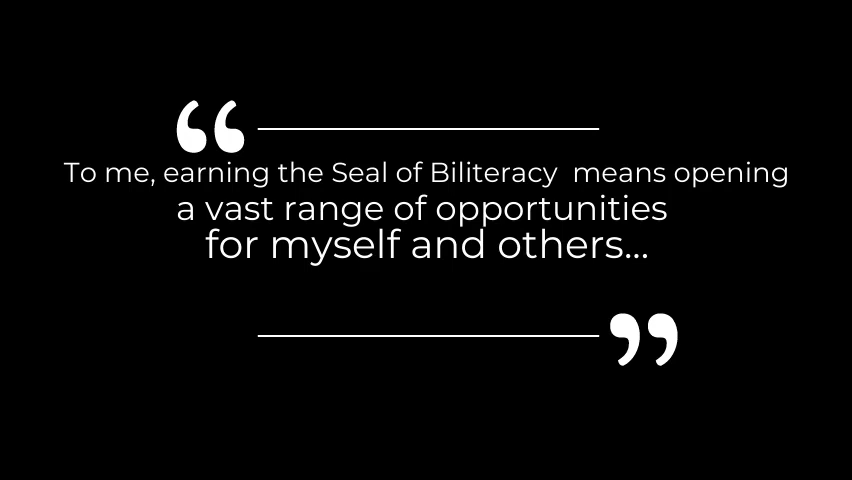 “
To me, earning the Seal of Biliteracy  means opening
a vast range of opportunities
for myself and others...
”